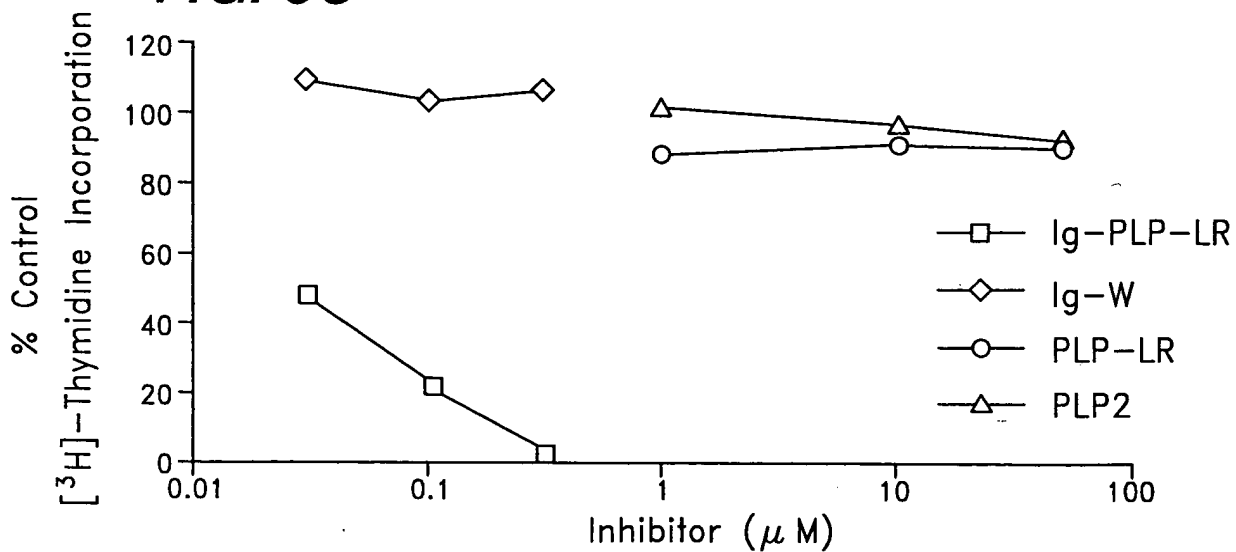 120
100
80
60
40
20
0
% Control
[³H]-Thymidine Incorporation
0.01
0.1
1
10
100
Inhibitor (μ M)
Ig-PLP-LR
Ig-W
PLP-LR
PLP2